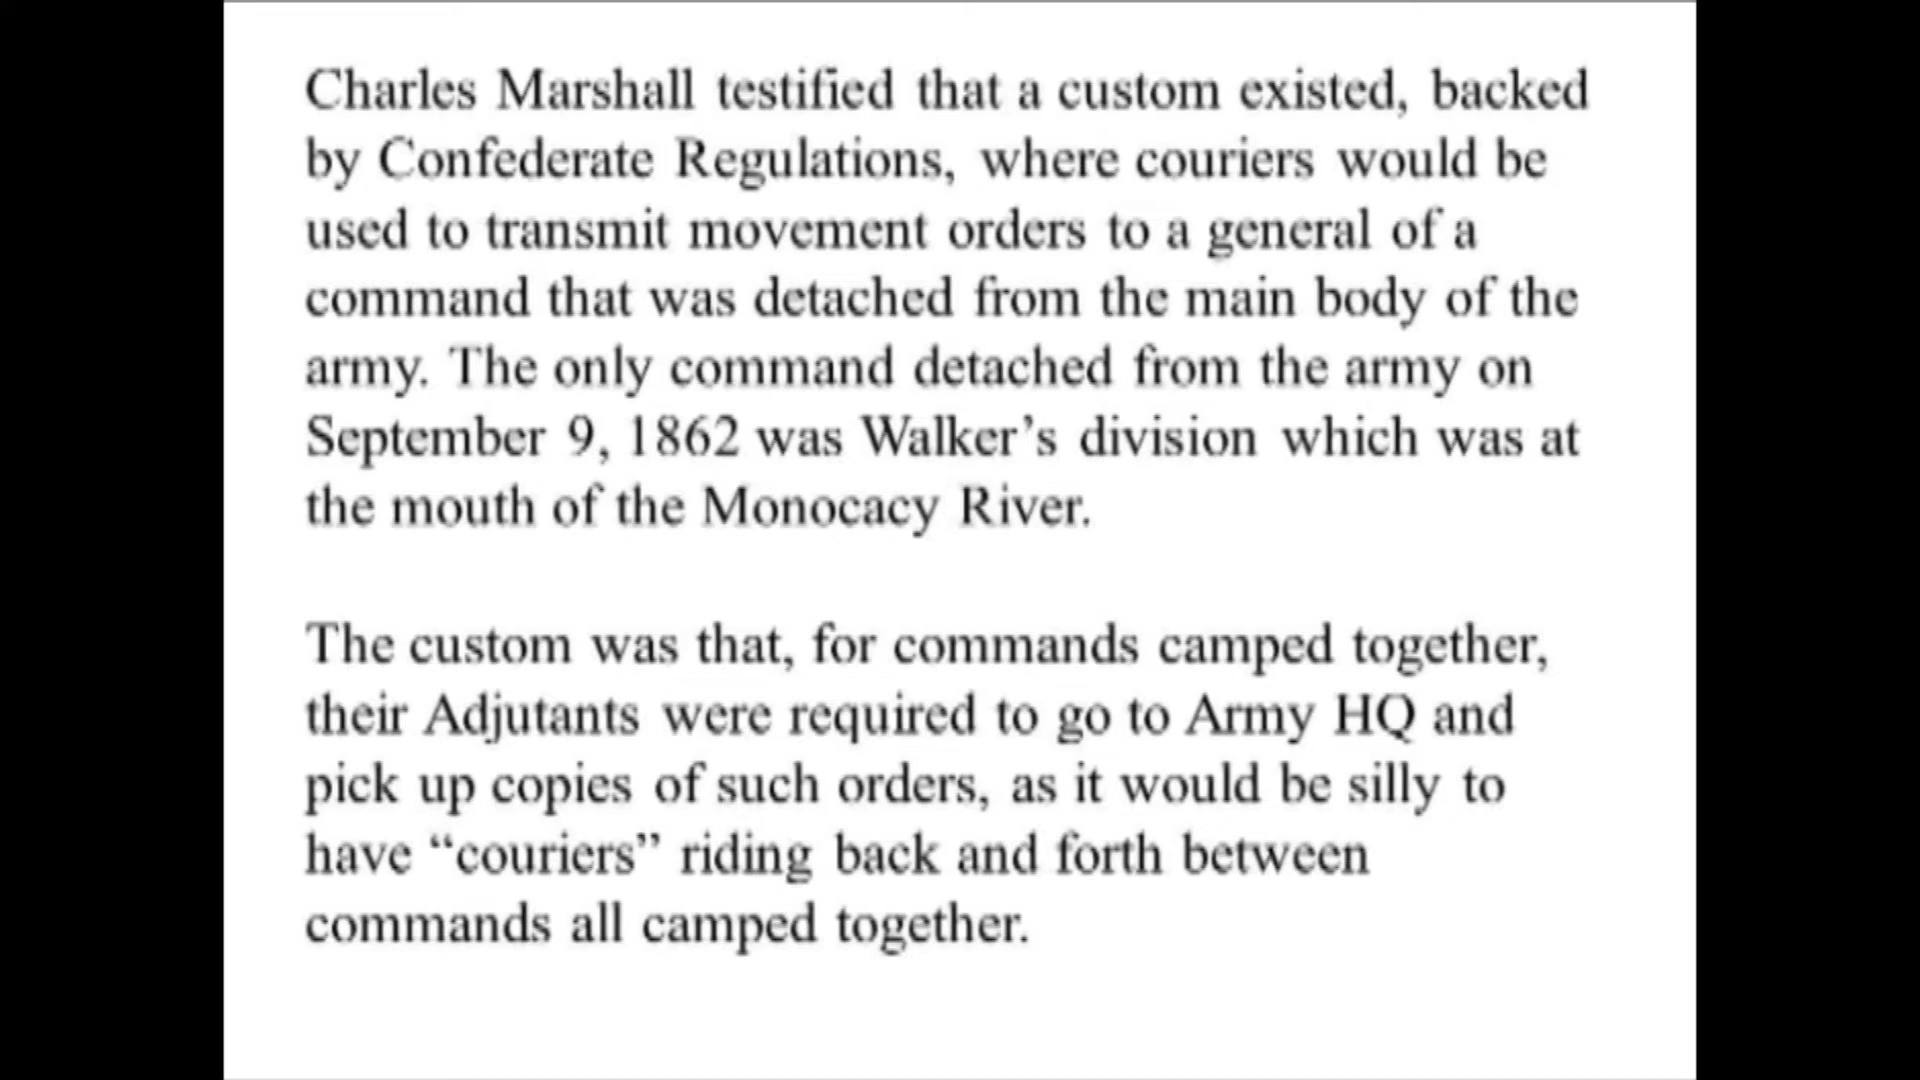 Charles Marshall testified that a custom existed, backed
by Confederate Regulations, where couriers would be
used to transmit movement orders to a general of a
command that was detached from the main body of the
army. The only command detached from the army on
September 9, 1862 was Walker’s division which was at
the mouth of the Monocacy River.
The custom was that, for commands camped together,
their Adjutants were required to go to Army HQ and
pick up copies of such orders, as it would be silly to
have “couriers” riding back and forth between
commands all camped together.